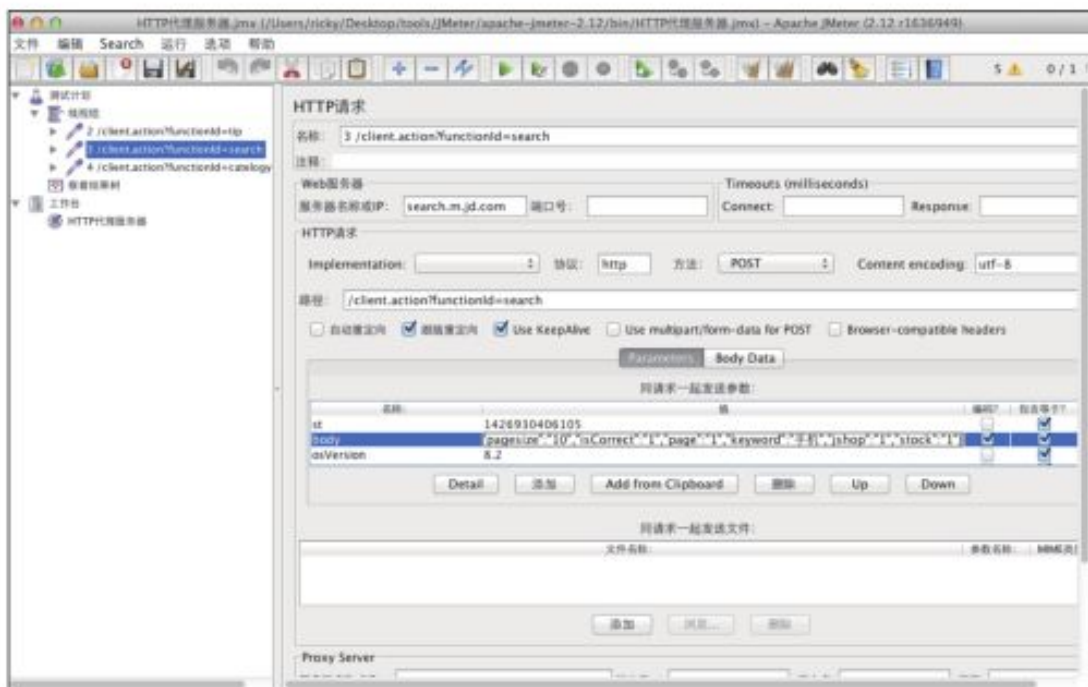 HTTP代理服务器.jmx (/Users/ricky/Desktop/tools/JMeter/apache-jmeter-2.12/bin/HTTP代理服务器.jmx) - Apache JMeter (2.12 r1636949)
文件 编辑 Search 运行 选项 帮助
5 0 / 1
测试计划
线程组
2 /client.action?functionId=tip
3 /client.action?functionId=search
4 /client.action?functionId=catelogy
察看结果树
工作台
HTTP代理服务器
HTTP请求
名称: 3 /client.action?functionId=search
注释:
Web服务器
Timeouts (milliseconds)
服务器名称或IP: search.m.jd.com 端口号: Connect: Response:
HTTP请求
Implementation: 协议: http 方法: POST Content encoding: utf-8
路径: /client.action?functionId=search
自动重定向 跟随重定向 Use KeepAlive Use multipart/form-data for POST Browser-compatible headers
Parameters Body Data
同请求一起发送参数:
名称: 值 编码? 包含等于?
st 1426930406105
body {"pagesize":"10","isCorrect":"1","page":"1","keyword":"手机","jshop":"1","stock":"1"}
osVersion 8.2
Detail 添加 Add from Clipboard 删除 Up Down
同请求一起发送文件:
文件名称: 参数名称: MIME类
添加 浏览... 删除
Proxy Server